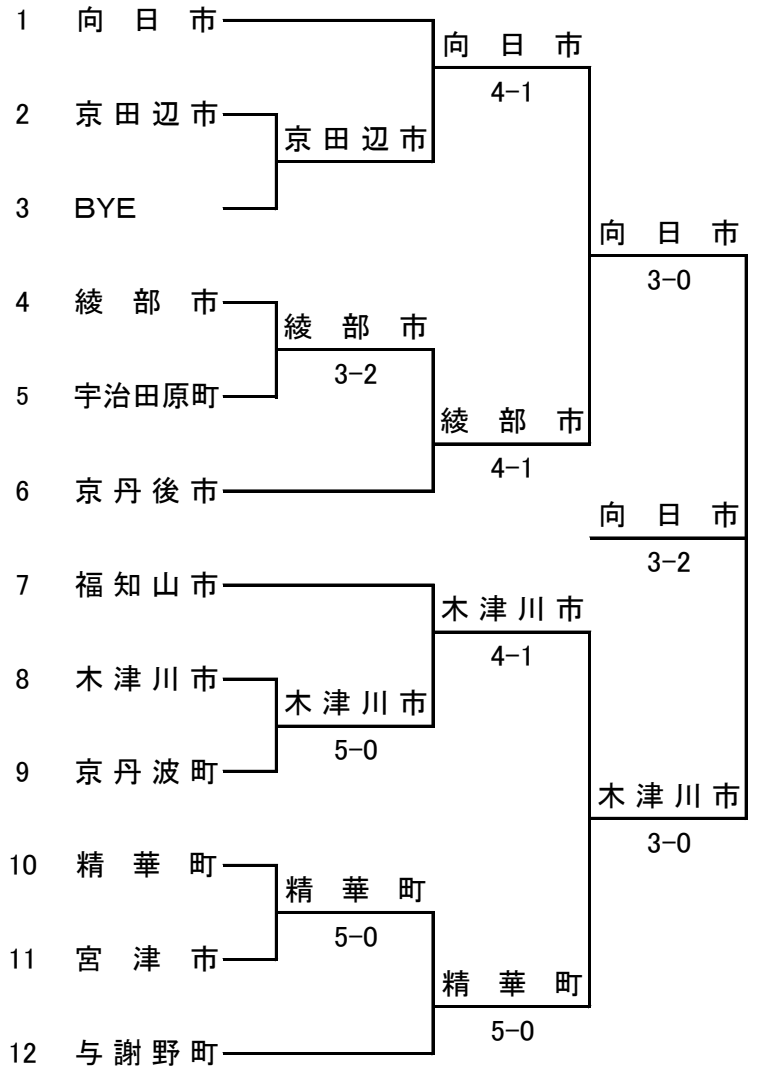 1 向日市
向日市
4-1
2 京田辺市
京田辺市
3 BYE
向日市
3-0
4 綾部市
綾部市
3-2
5 宇治田原町
綾部市
4-1
6 京丹後市
向日市
3-2
7 福知山市
木津川市
4-1
8 木津川市
木津川市
5-0
9 京丹波町
木津川市
3-0
10 精華町
精華町
5-0
11 宮津市
精華町
5-0
12 与謝野町